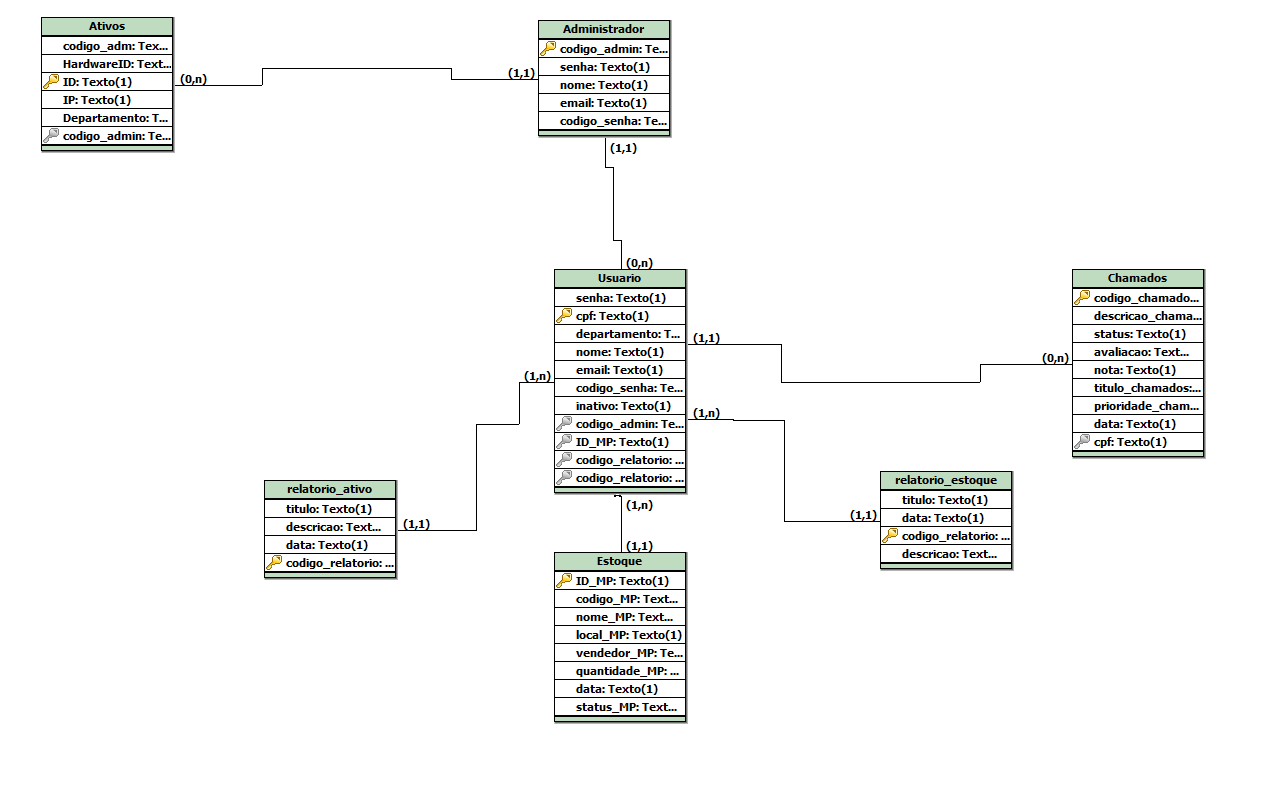 Ativos
codigo_adm: Tex...
HardwareID: Text...
ID: Texto(1)
IP: Texto(1)
Departamento: T...
codigo_admin: Te...
(0,n)
(1,1)
Administrador
codigo_admin: Te...
senha: Texto(1)
nome: Texto(1)
email: Texto(1)
codigo_senha: Te...
(1,1)
(0,n)
Usuario
senha: Texto(1)
cpf: Texto(1)
departamento: T...
nome: Texto(1)
email: Texto(1)
codigo_senha: Te...
inativo: Texto(1)
codigo_admin: Te...
ID_MP: Texto(1)
codigo_relatorio: ...
codigo_relatorio: ...
(1,1)
(0,n)
Chamados
codigo_chamado...
descricao_chama...
status: Texto(1)
avaliacao: Text...
nota: Texto(1)
titulo_chamados:...
prioridade_cham...
data: Texto(1)
cpf: Texto(1)
(1,n)
(1,1)
relatorio_ativo
titulo: Texto(1)
descricao: Text...
data: Texto(1)
codigo_relatorio: ...
(1,n)
(1,1)
relatorio_estoque
titulo: Texto(1)
data: Texto(1)
codigo_relatorio: ...
descricao: Text...
(1,n)
(1,1)
Estoque
ID_MP: Texto(1)
codigo_MP: Text...
nome_MP: Text...
local_MP: Texto(1)
vendedor_MP: Te...
quantidade_MP: ...
data: Texto(1)
status_MP: Text...